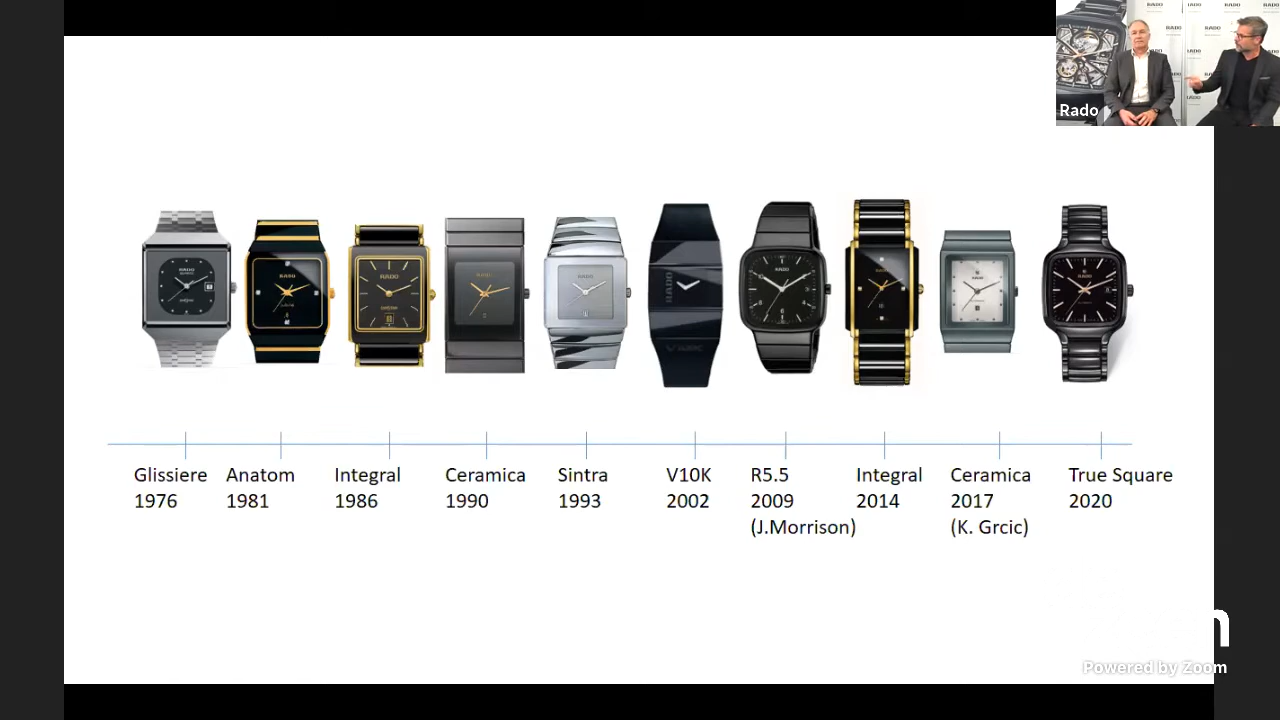 RADO
Rado
Glissiere
1976
Anatom
1981
Integral
1986
Ceramica
1990
Sintra
1993
V10K
2002
R5.5
2009
(J.Morrison)
Integral
2014
Ceramica
2017
(K. Grcic)
True Square
2020
Powered by Zoom